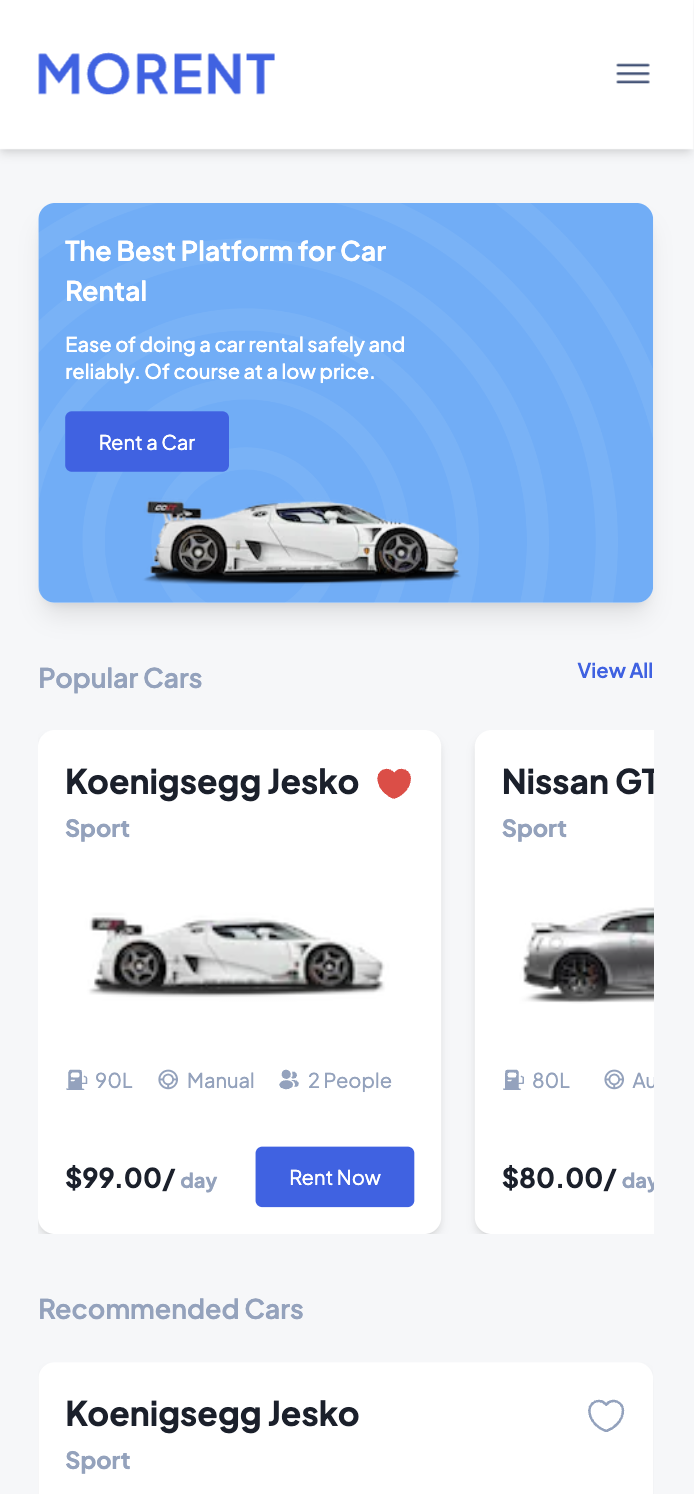 MORENT
The Best Platform for Car
Rental
Ease of doing a car rental safely and
reliably. Of course at a low price.
Rent a Car
Popular Cars
View All
Koenigsegg Jesko
Sport
90L Manual 2 People
$99.00/ day
Rent Now
Nissan GT
Sport
80L Au
$80.00/ day
Recommended Cars
Koenigsegg Jesko
Sport